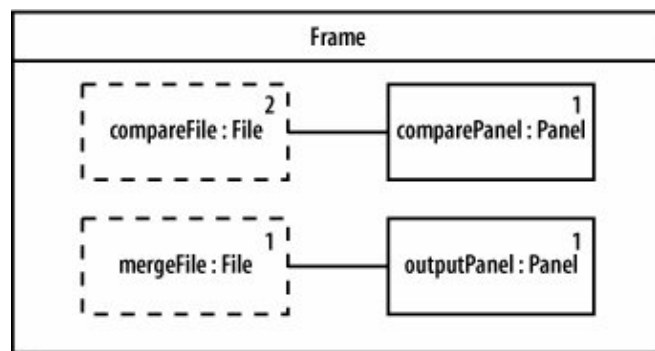 Frame
2
compareFile : File
1
comparePanel : Panel
1
mergeFile : File
1
outputPanel : Panel